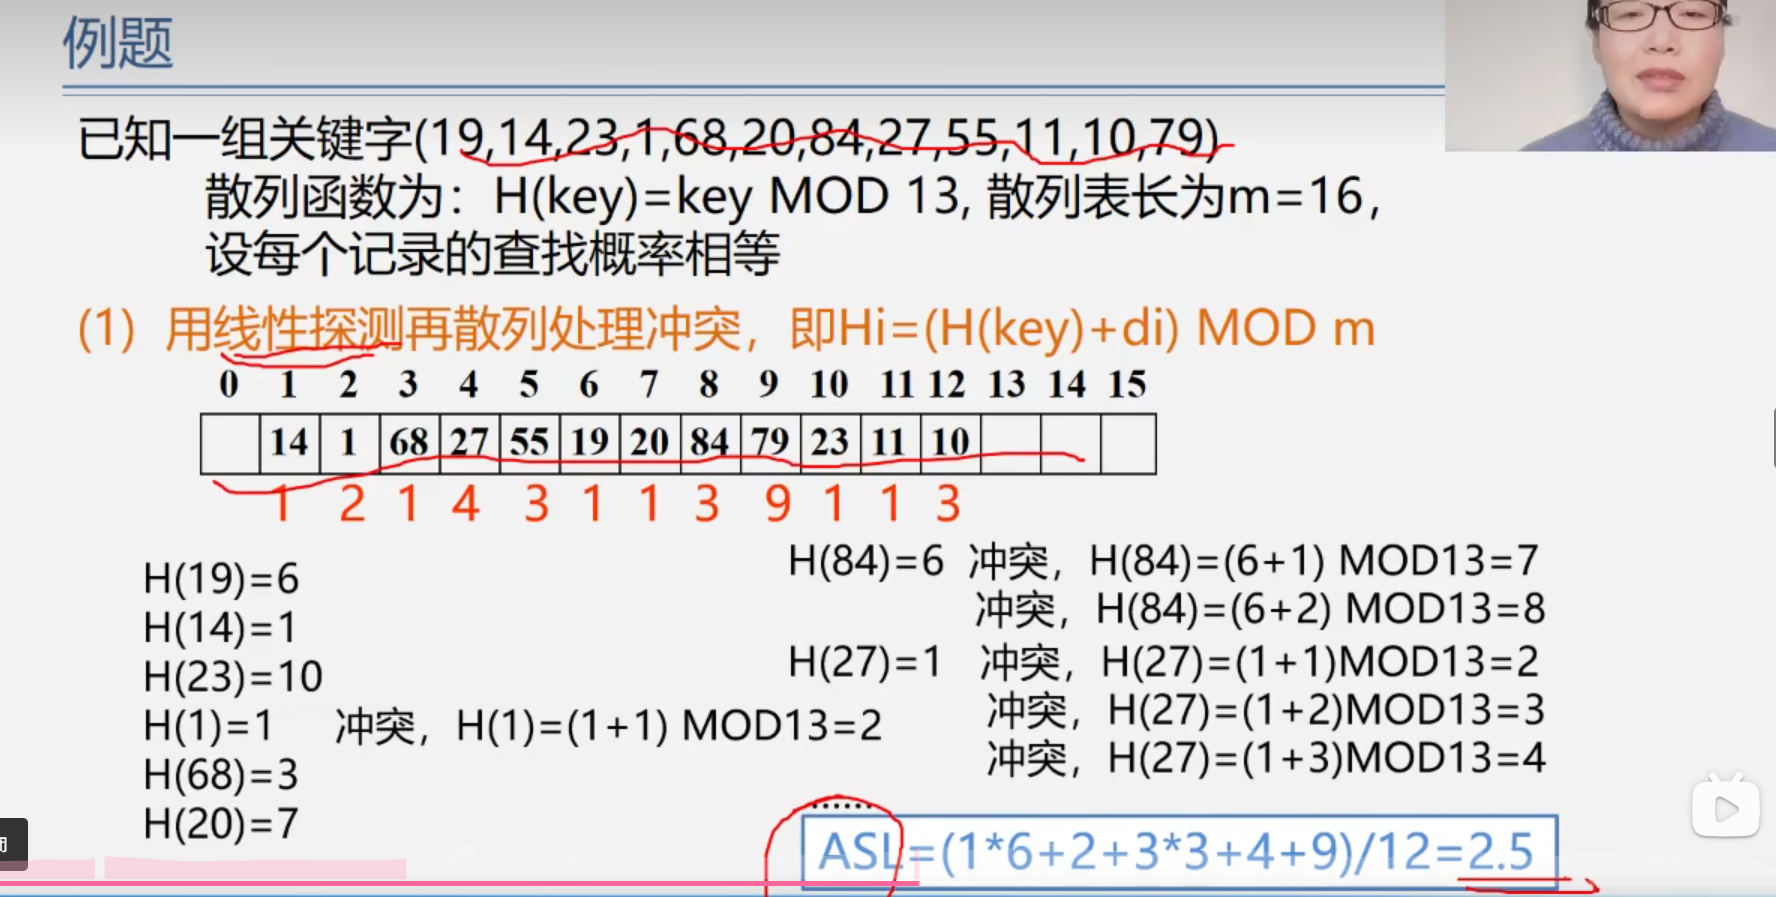 例题
已知一组关键字(19,14,23,1,68,20,84,27,55,11,10,79)
散列函数为：H(key)=key MOD 13, 散列表长为m=16，
设每个记录的查找概率相等
(1) 用线性探测再散列处理冲突，即Hi=(H(key)+di) MOD m
0 1 2 3 4 5 6 7 8 9 10 11 12 13 14 15
14 1 68 27 55 19 20 84 79 23 11 10
1 2 1 4 3 1 1 3 9 1 1 3
H(19)=6
H(14)=1
H(23)=10
H(1)=1 冲突，H(1)=(1+1) MOD13=2
H(68)=3
H(20)=7
H(84)=6 冲突，H(84)=(6+1) MOD13=7
冲突，H(84)=(6+2) MOD13=8
H(27)=1 冲突，H(27)=(1+1)MOD13=2
冲突，H(27)=(1+2)MOD13=3
冲突，H(27)=(1+3)MOD13=4
……
ASL=(1*6+2+3*3+4+9)/12=2.5